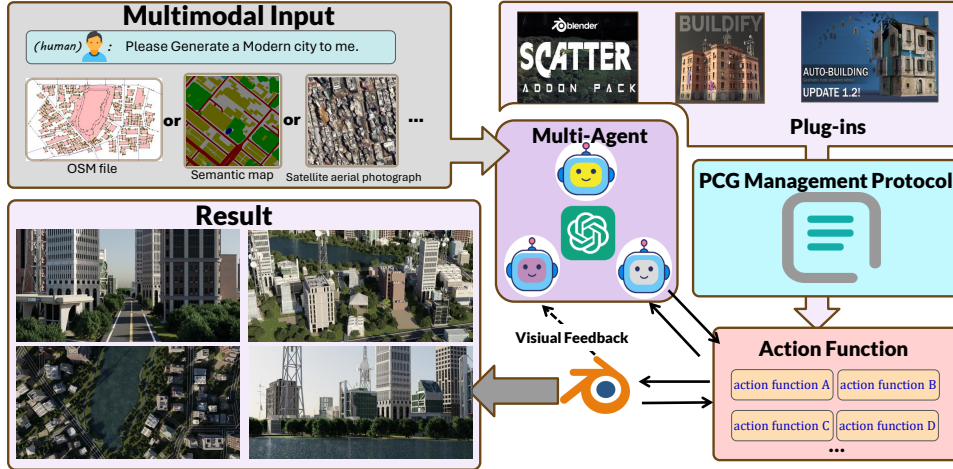 Multimodal Input
(human) : Please Generate a Modern city to me.
or
or
...
OSM file
Semantic map
Satellite aerial photograph
blender
SCATTER
ADDON PACK
BUILDIFY
AUTO-BUILDING
UPDATE 1.2!
Plug-ins
Multi-Agent
PCG Management Protocol
Result
Visiual Feedback
Action Function
action function A
action function B
action function C
action function D
...